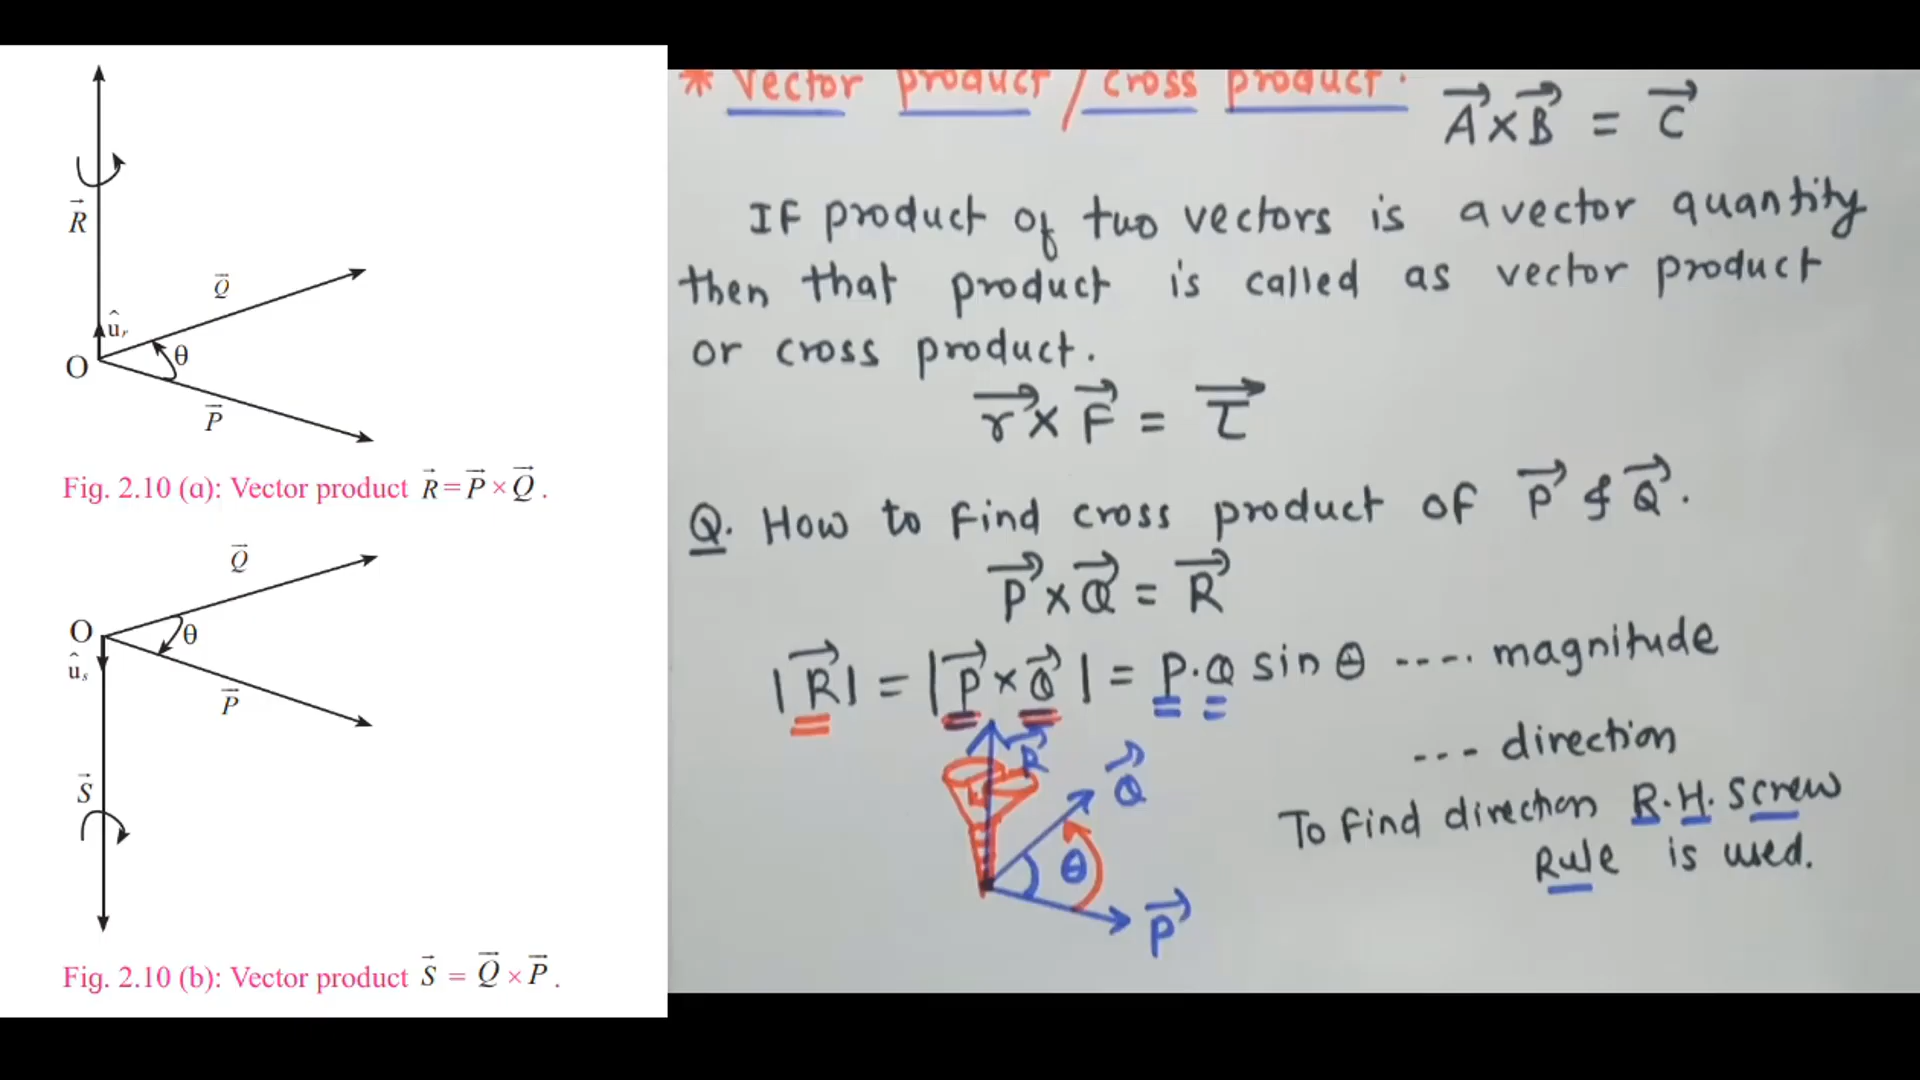 R⃗
Q⃗
û_r
O
θ
P⃗
Fig. 2.10 (a): Vector product R⃗ = P⃗ × Q⃗ .
Q⃗
O
θ
û_s
P⃗
S⃗
Fig. 2.10 (b): Vector product S⃗ = Q⃗ × P⃗ .
* Vector product / cross product.
A⃗ × B⃗ = C⃗
If product of two vectors is a vector quantity
then that product is called as vector product
or cross product.
r⃗ × F⃗ = τ⃗
Q. How to find cross product of P⃗ & Q⃗.
P⃗ × Q⃗ = R⃗
|R⃗| = |P⃗ × Q⃗| = P·Q sin θ ---- magnitude
--- direction
To find direction R.H. screw
Rule is used.
R⃗
Q⃗
θ
P⃗